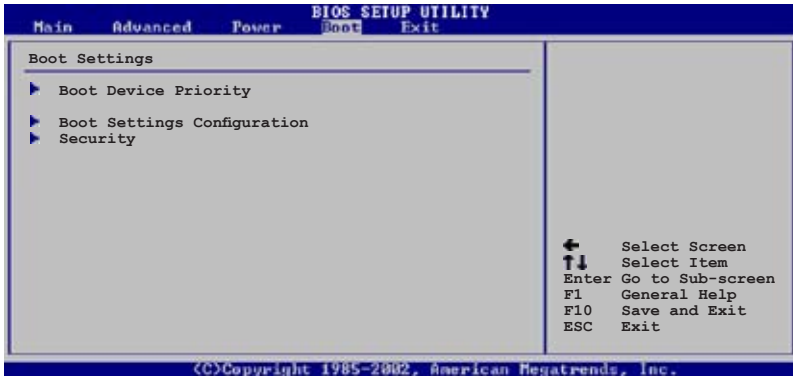 BIOS SETUP UTILITY
Main Advanced Power Boot Exit
Boot Settings
Boot Device Priority
Boot Settings Configuration
Security
← Select Screen
↑↓ Select Item
Enter Go to Sub-screen
F1 General Help
F10 Save and Exit
ESC Exit
(C)Copyright 1985-2002, American Megatrends, Inc.